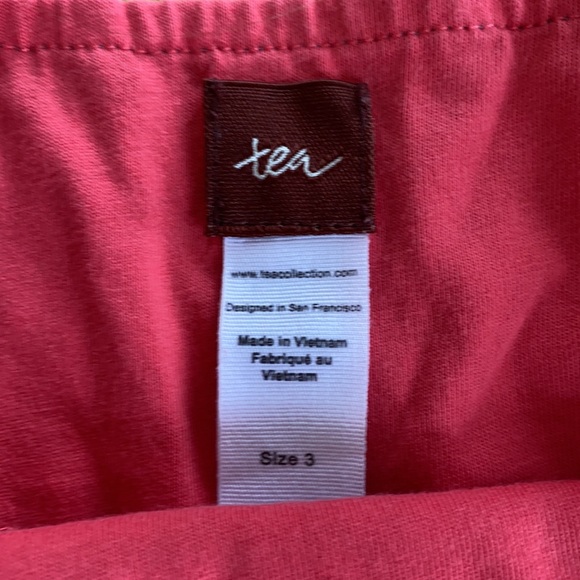 tea
www.teacollection.com
Designed in San Francisco
Made in Vietnam
Fabriqué au
Vietnam
Size 3